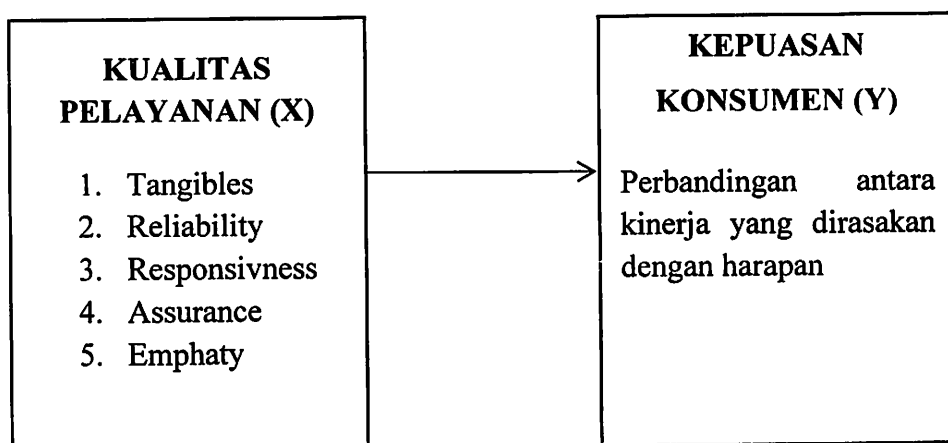 KUALITAS
PELAYANAN (X)
1. Tangibles
2. Reliability
3. Responsivness
4. Assurance
5. Emphaty
KEPUASAN
KONSUMEN (Y)
Perbandingan antara
kinerja yang dirasakan
dengan harapan